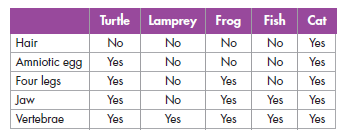 Turtle Lamprey Frog Fish Cat
Hair No No No No Yes
Amniotic egg Yes No No No Yes
Four legs Yes No Yes No Yes
Jaw Yes No Yes Yes Yes
Vertebrae Yes Yes Yes Yes Yes